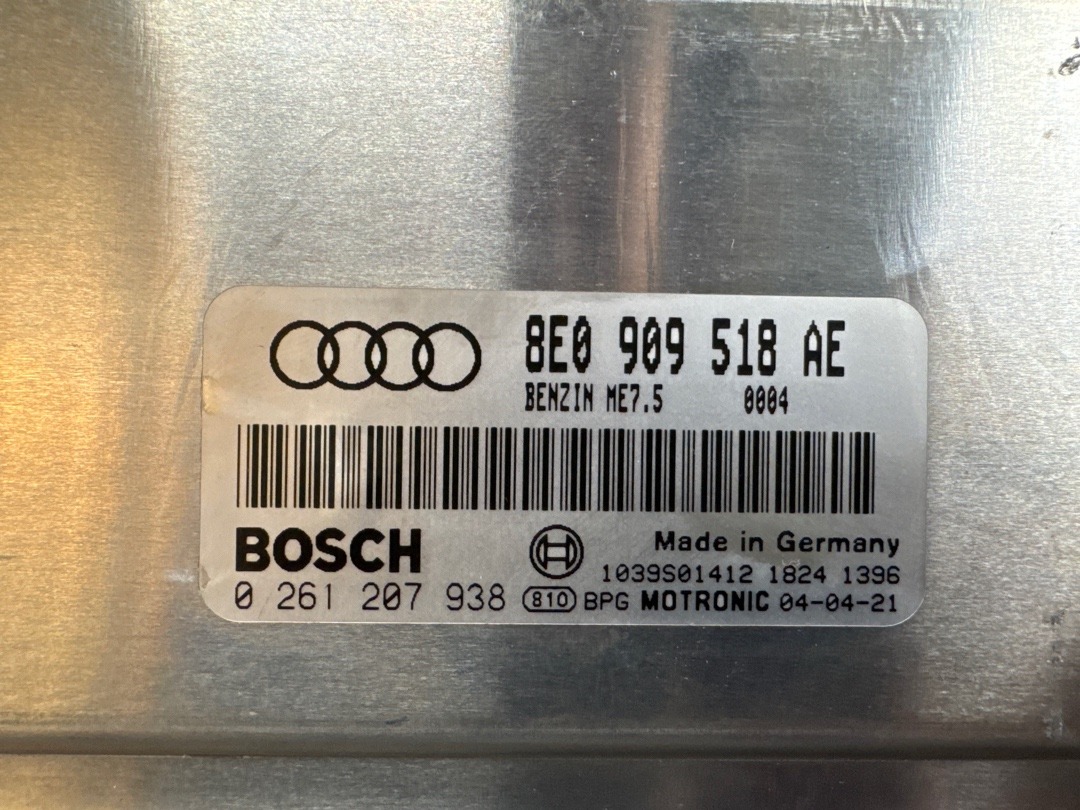 8E0 909 518 AE
BENZIN ME7.5 0004
BOSCH
Made in Germany
1039S01412 1824 1396
0 261 207 938 810 BPG MOTRONIC 04-04-21